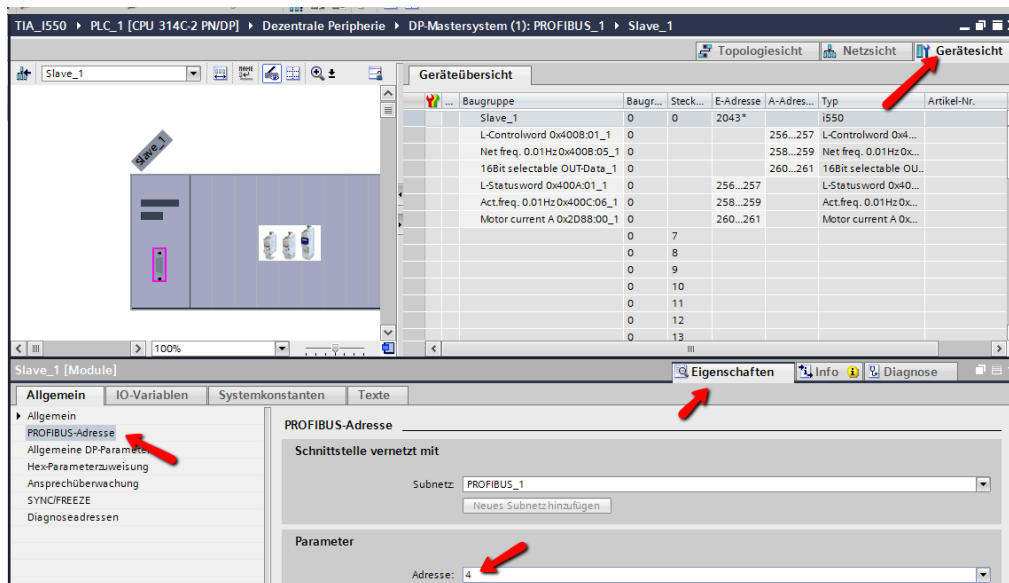 TIA_I550 ▸ PLC_1 [CPU 314C-2 PN/DP] ▸ Dezentrale Peripherie ▸ DP-Mastersystem (1): PROFIBUS_1 ▸ Slave_1
Topologiesicht Netzsicht Gerätesicht
Slave_1
Geräteübersicht
... Baugruppe Baugr... Steck... E-Adresse A-Adres... Typ Artikel-Nr.
Slave_1 0 0 2043* i550
L-Controlword 0x4008:01_1 0 256...257 L-Controlword 0x4...
Net freq. 0.01Hz 0x400B:05_1 0 258...259 Net freq. 0.01Hz 0x...
16Bit selectable OUT-Data_1 0 260...261 16Bit selectable OU...
L-Statusword 0x400A:01_1 0 256...257 L-Statusword 0x40...
Act.freq. 0.01Hz 0x400C:06_1 0 258...259 Act.freq. 0.01Hz 0x...
Motor current A 0x2D88:00_1 0 260...261 Motor current A 0x...
0 7
0 8
0 9
0 10
0 11
0 12
0 13
Slave_1
100%
Slave_1 [Module]
Eigenschaften Info Diagnose
Allgemein IO-Variablen Systemkonstanten Texte
Allgemein
PROFIBUS-Adresse
Allgemeine DP-Parameter
Hex-Parameterzuweisung
Ansprechüberwachung
SYNC/FREEZE
Diagnoseadressen
PROFIBUS-Adresse
Schnittstelle vernetzt mit
Subnetz: PROFIBUS_1
Neues Subnetz hinzufügen
Parameter
Adresse: 4